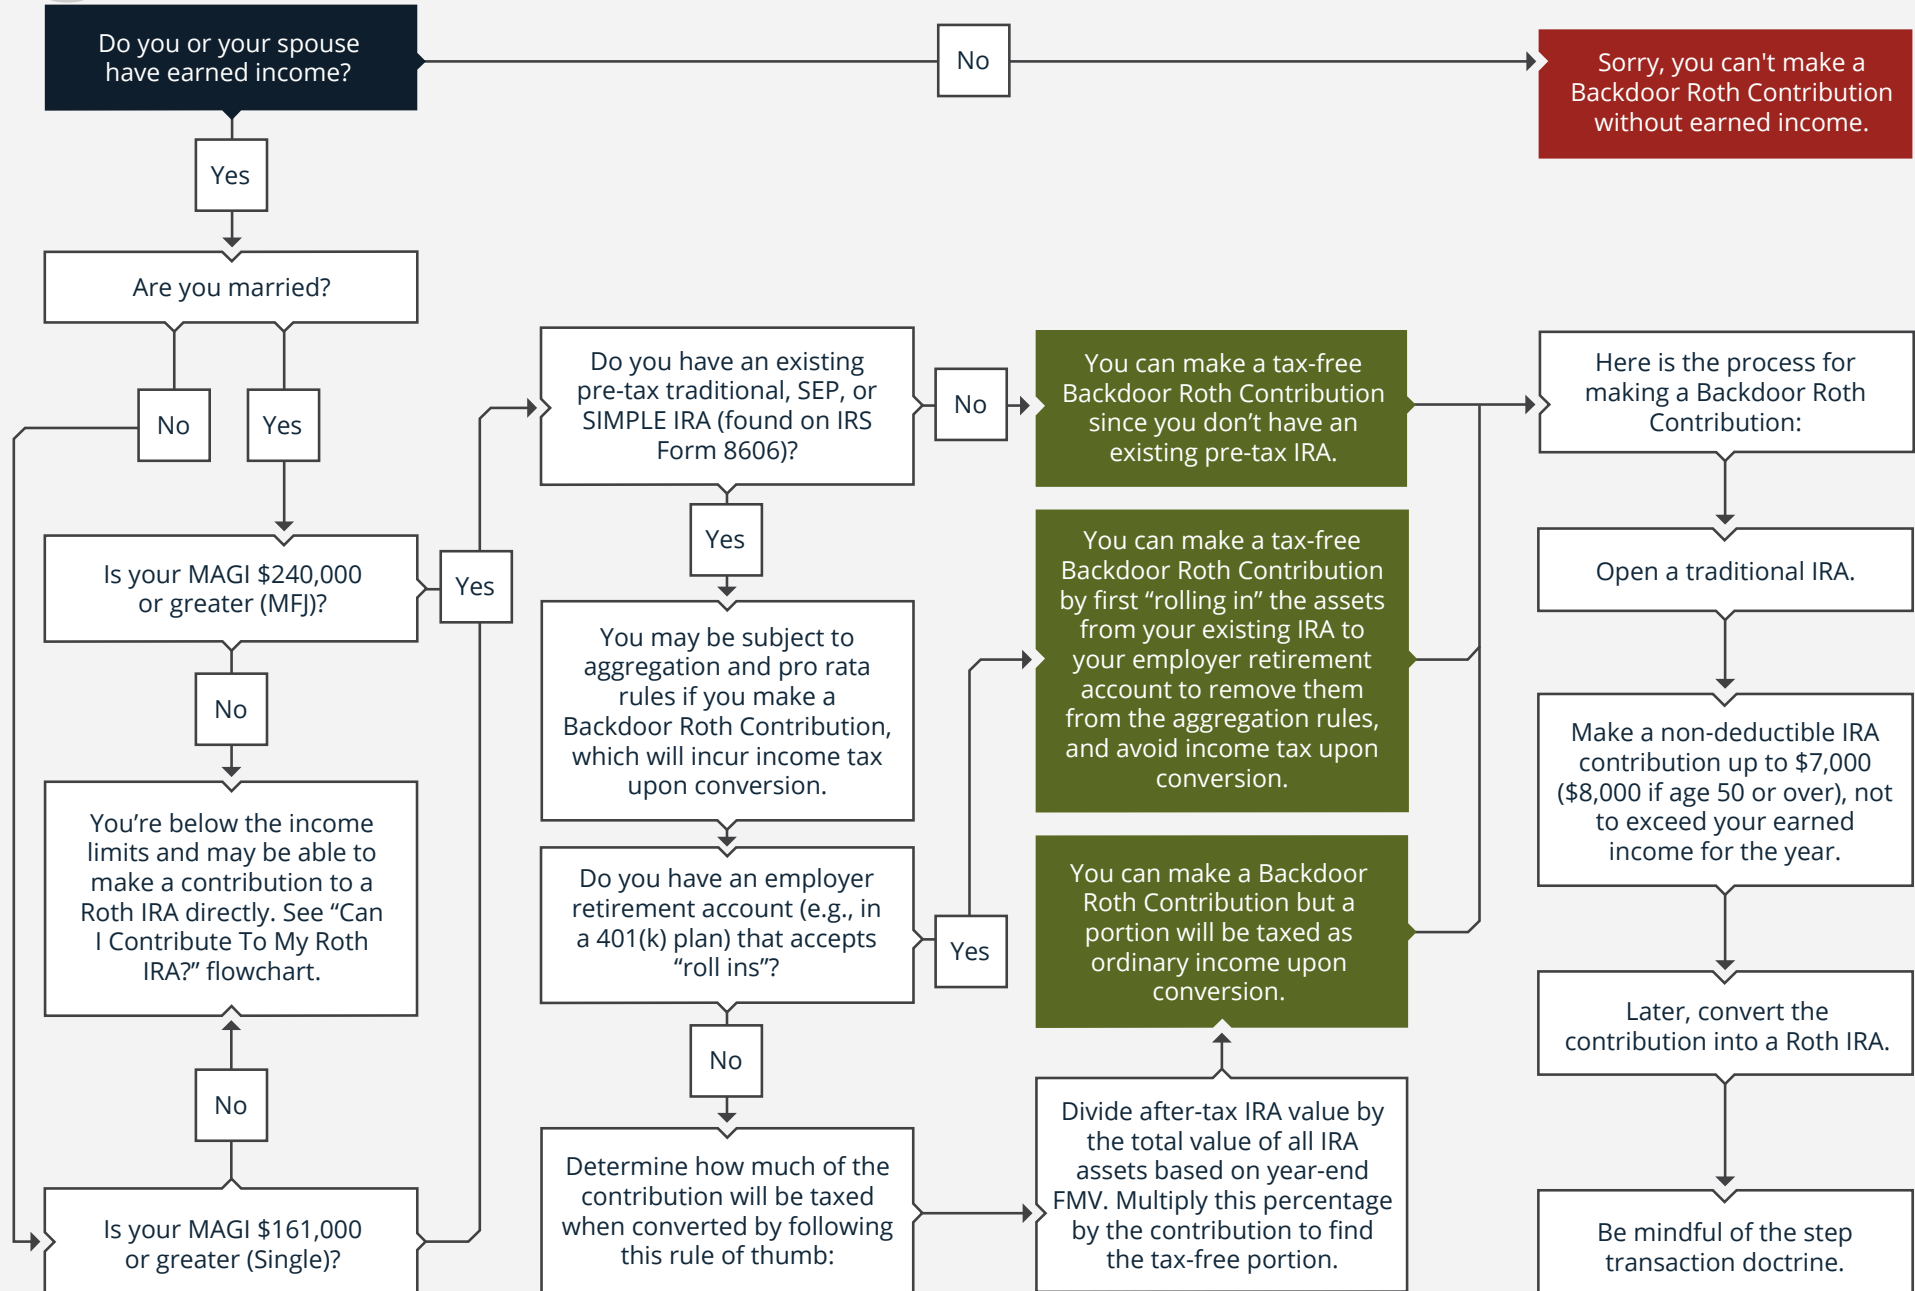 Do you or your spouse
have earned income?
No
Sorry, you can't make a
Backdoor Roth Contribution
without earned income.
Yes
Are you married?
No
Yes
Is your MAGI $240,000
or greater (MFJ)?
Yes
No
You’re below the income
limits and may be able to
make a contribution to a
Roth IRA directly. See “Can
I Contribute To My Roth
IRA?” flowchart.
No
Is your MAGI $161,000
or greater (Single)?
Do you have an existing
pre-tax traditional, SEP, or
SIMPLE IRA (found on IRS
Form 8606)?
No
Yes
You may be subject to
aggregation and pro rata
rules if you make a
Backdoor Roth Contribution,
which will incur income tax
upon conversion.
Do you have an employer
retirement account (e.g., in
a 401(k) plan) that accepts
“roll ins”?
Yes
No
Determine how much of the
contribution will be taxed
when converted by following
this rule of thumb:
You can make a tax-free
Backdoor Roth Contribution
since you don’t have an
existing pre-tax IRA.
You can make a tax-free
Backdoor Roth Contribution
by first “rolling in” the assets
from your existing IRA to
your employer retirement
account to remove them
from the aggregation rules,
and avoid income tax upon
conversion.
You can make a Backdoor
Roth Contribution but a
portion will be taxed as
ordinary income upon
conversion.
Divide after-tax IRA value by
the total value of all IRA
assets based on year-end
FMV. Multiply this percentage
by the contribution to find
the tax-free portion.
Here is the process for
making a Backdoor Roth
Contribution:
Open a traditional IRA.
Make a non-deductible IRA
contribution up to $7,000
($8,000 if age 50 or over), not
to exceed your earned
income for the year.
Later, convert the
contribution into a Roth IRA.
Be mindful of the step
transaction doctrine.